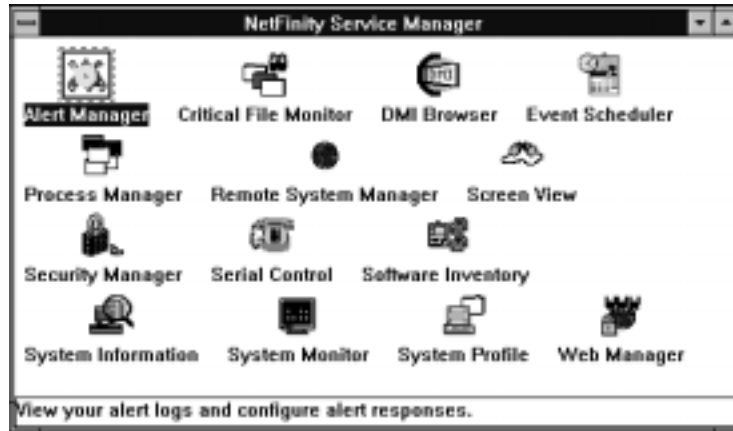 NetFinity Service Manager
Alert Manager Critical File Monitor DMI Browser Event Scheduler
Process Manager Remote System Manager Screen View
Security Manager Serial Control Software Inventory
System Information System Monitor System Profile Web Manager
View your alert logs and configure alert responses.